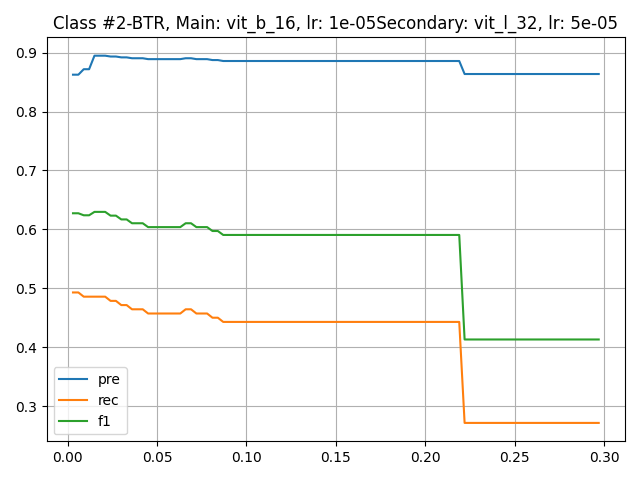 Class #2-BTR, Main: vit_b_16, lr: 1e-05Secondary: vit_l_32, lr: 5e-05
0.9
0.8
0.7
0.6
0.5
0.4
0.3
pre
rec
f1
0.00 0.05 0.10 0.15 0.20 0.25 0.30